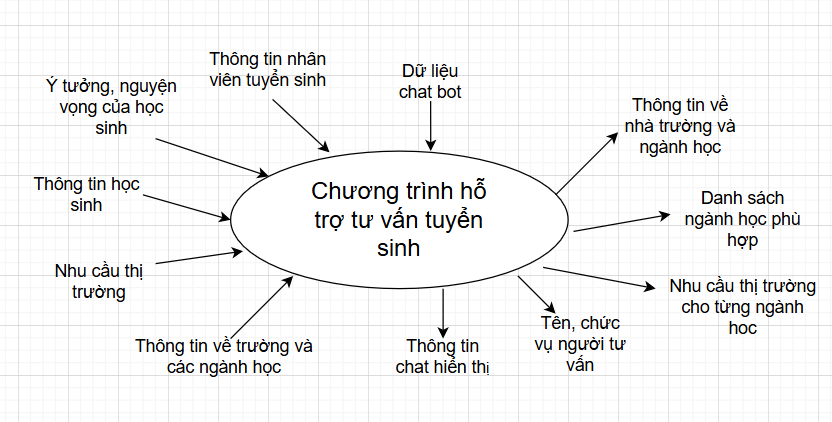 Thông tin nhân
viên tuyển sinh
Dữ liệu
chat bot
Ý tưởng, nguyện
vọng của học
sinh
Thông tin về
nhà trường và
ngành học
Thông tin học
sinh
Chương trình hỗ
trợ tư vấn tuyển
sinh
Danh sách
ngành học phù
hợp
Nhu cầu thị
trường
Nhu cầu thị trường
cho từng ngành
hoc
Thông tin về trường và
các ngành học
Thông tin
chat hiển thị
Tên, chức
vụ người tư
vấn